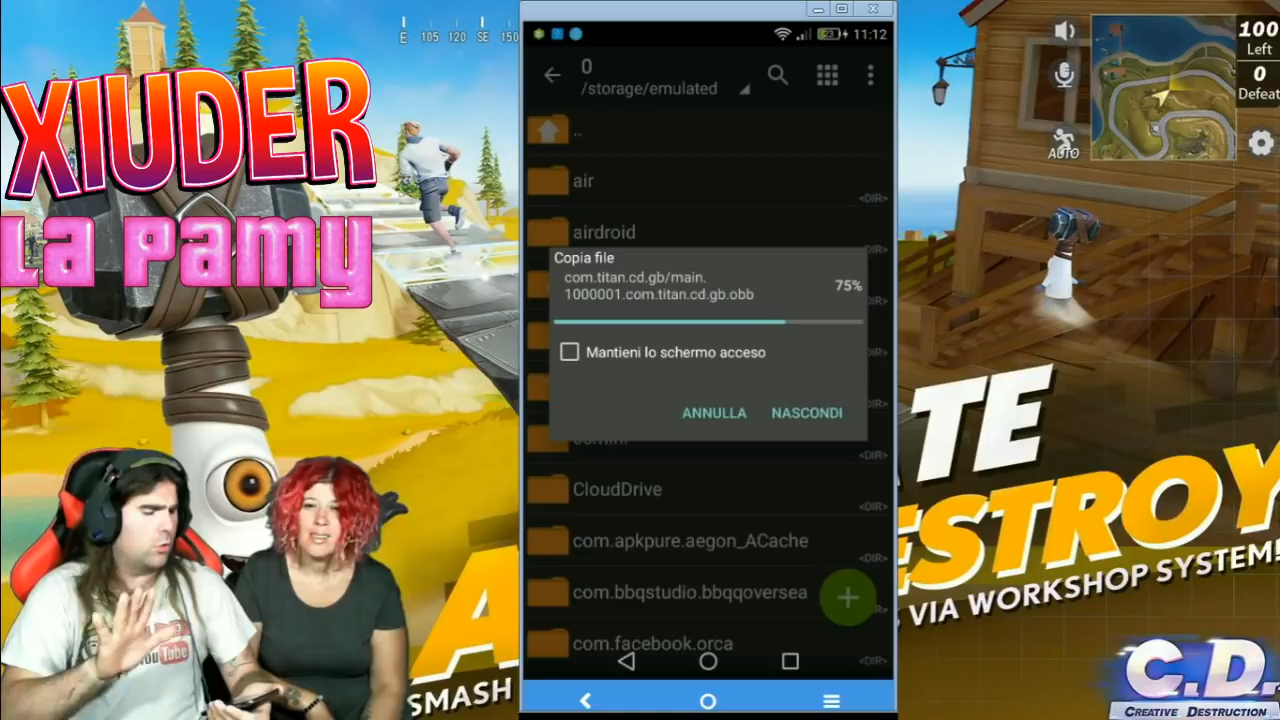 XIUDER
La Pamy
E 105 120 SE 150
11:12
0
/storage/emulated
..
air
<DIR>
airdroid
Copia file
com.titan.cd.gb/main.
1000001.com.titan.cd.gb.obb
75%
Mantieni lo schermo acceso
ANNULLA NASCONDI
<DIR>
CloudDrive
<DIR>
com.apkpure.aegon_ACache
<DIR>
com.bbqstudio.bbqqoversea
com.facebook.orca
<DIR>
100
Left
0
Defeat
AUTO
TE
ESTROY
VIA WORKSHOP SYSTEM!
A
SMASH
You Tube
C.D.
CREATIVE DESTRUCTION